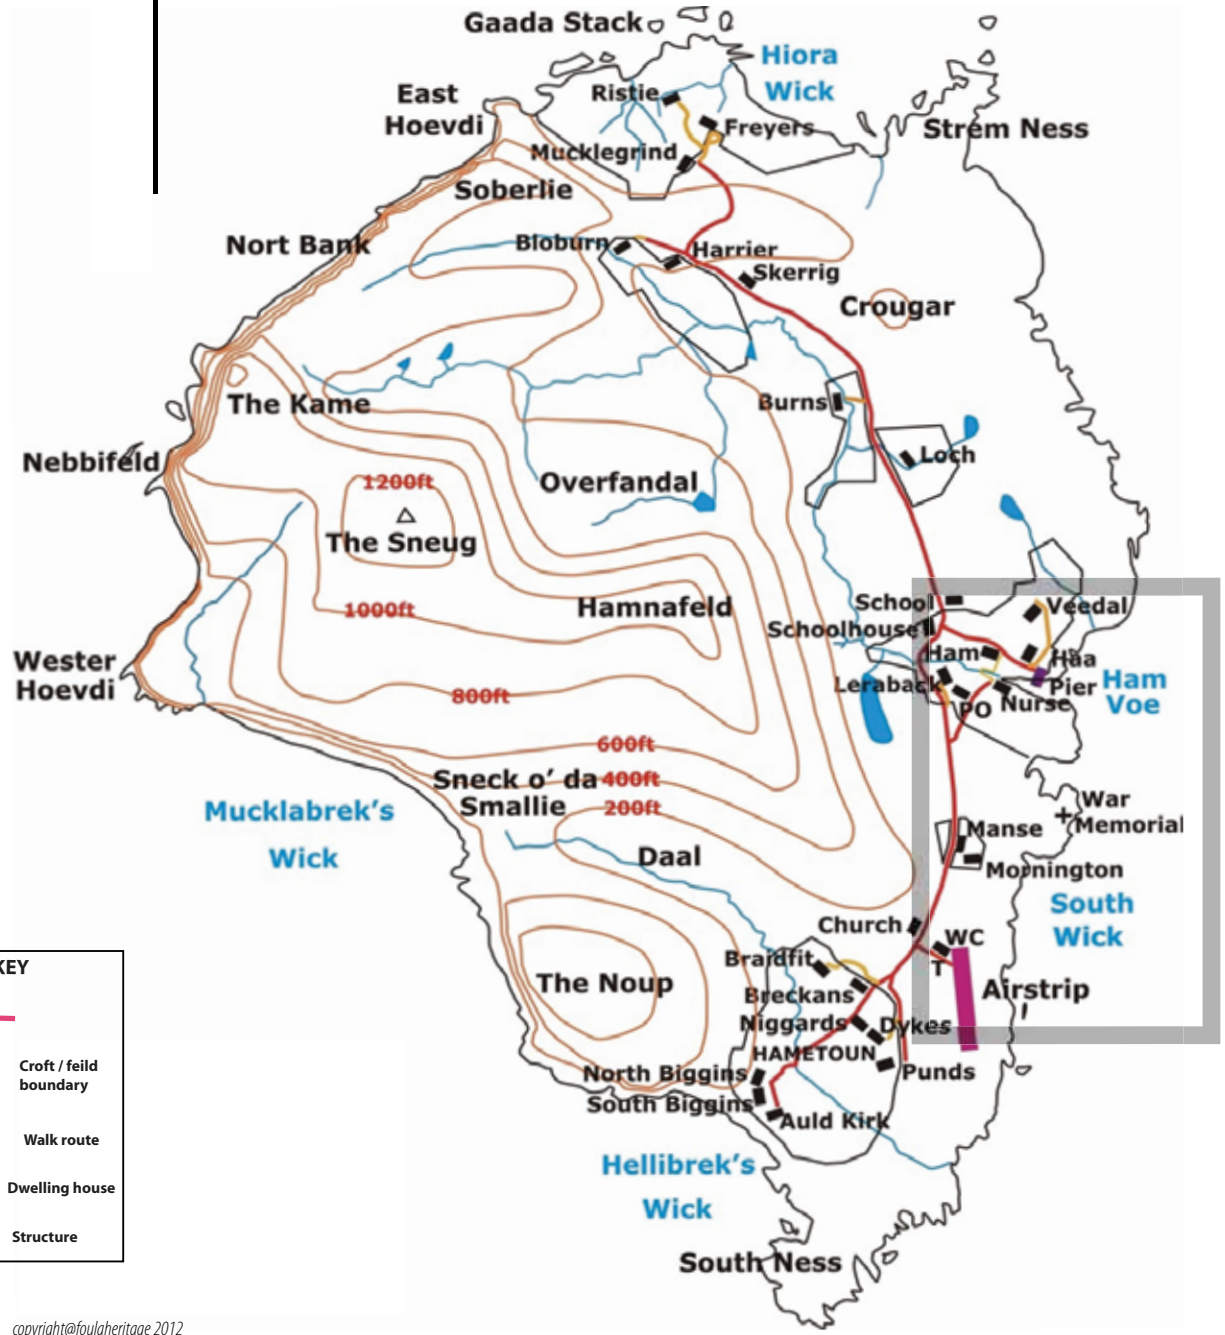 Gaada Stack
Hiora
Wick
East
Hoevdi
Ristie
Freyers
Strem Ness
Mucklegrind
Soberlie
Nort Bank
Bloburn
Harrier
Skerrig
Crougar
The Kame
Burns
Nebbifeld
Loch
1200ft
Overfandal
The Sneug
School
Veedal
1000ft
Hamnafeld
Schoolhouse
Ham
Haa
Wester
Hoevdi
Leraback
Pier
Ham
Voe
800ft
PO
Nurse
600ft
Sneck o' da
Smallie
400ft
200ft
War
Memorial
Mucklabrek's
Wick
Manse
Daal
Mornington
South
Wick
Church
WC
T
Braidfit
The Noup
Breckans
Airstrip
Niggards
Dykes
HAMETOUN
North Biggins
Punds
South Biggins
Auld Kirk
Hellibrek's
Wick
South Ness
KEY
Croft / feild
boundary
Walk route
Dwelling house
Structure
copyright@foulaheritage 2012